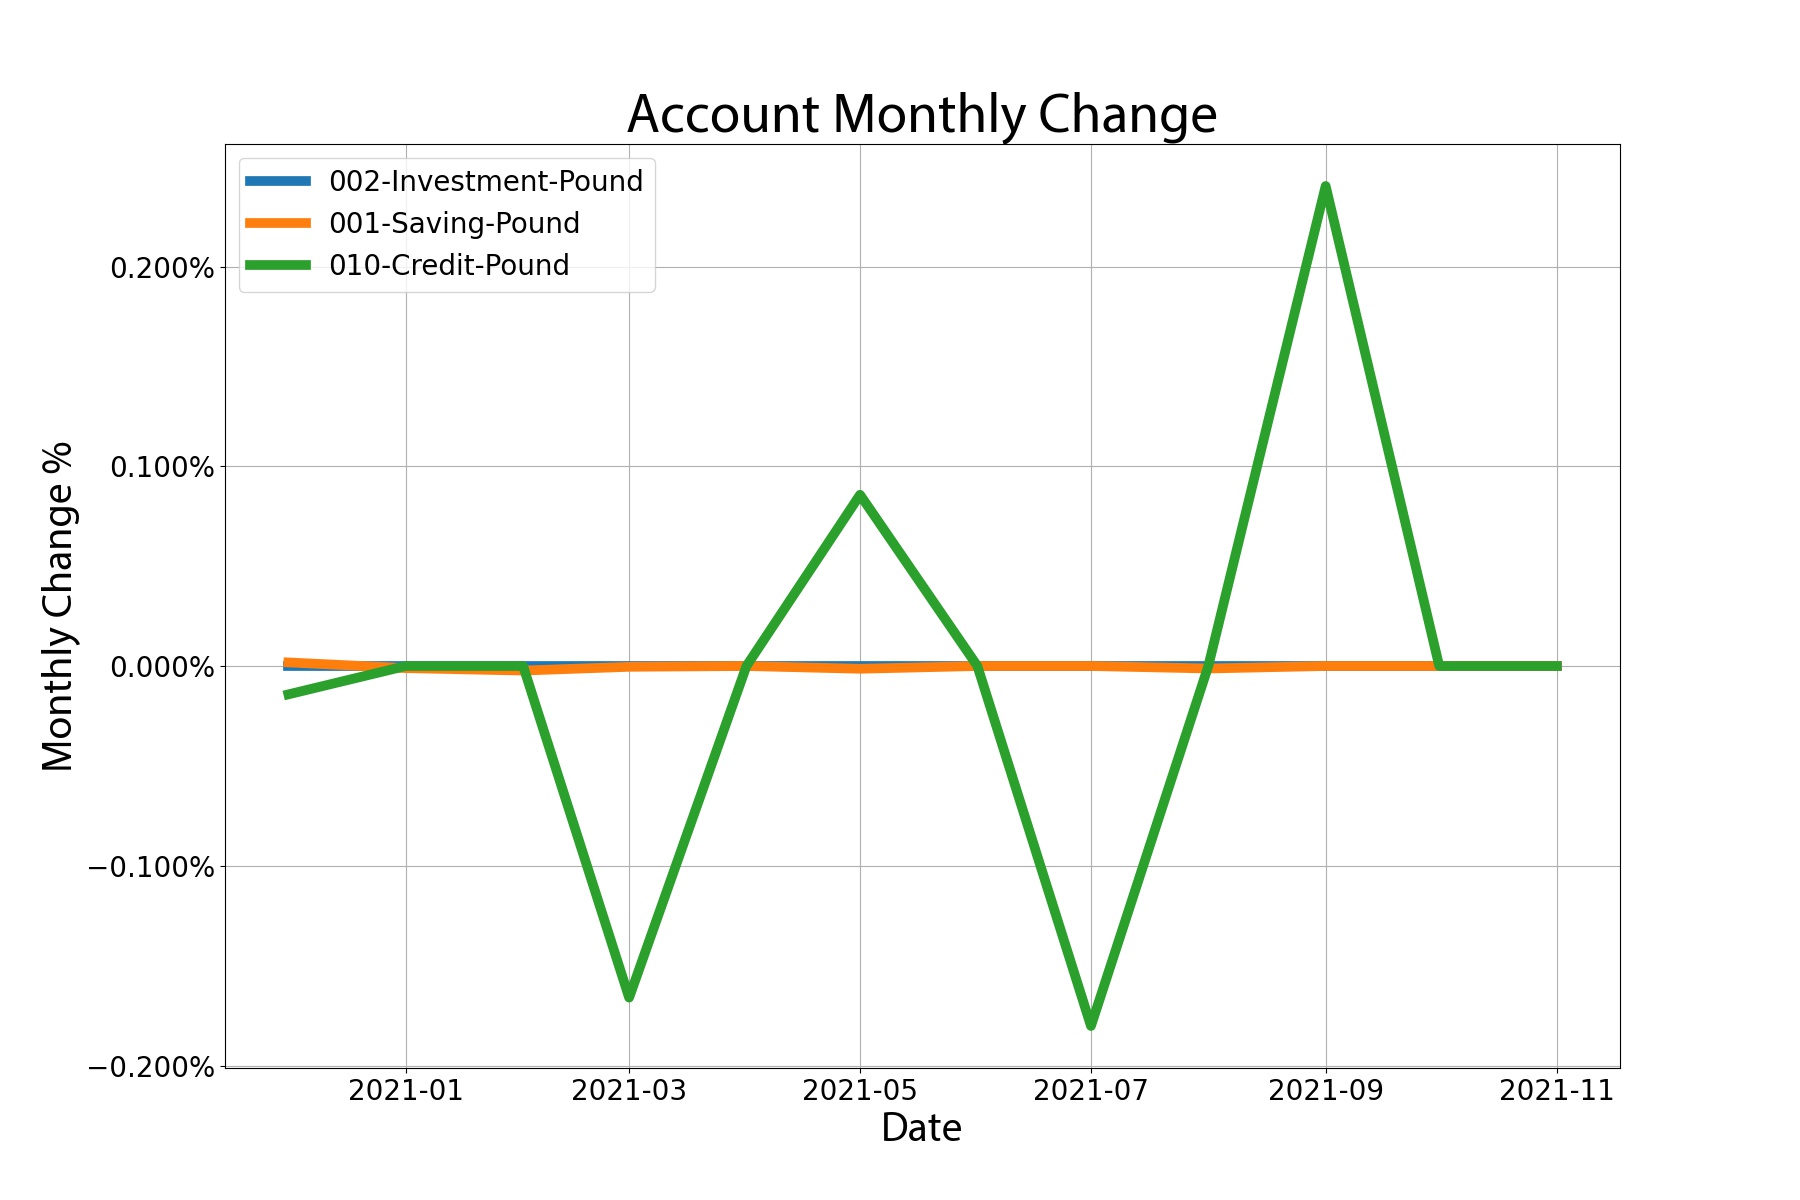 Account Monthly Change
002-Investment-Pound
001-Saving-Pound
010-Credit-Pound
0.200%
0.100%
0.000%
−0.100%
−0.200%
Monthly Change %
2021-01 2021-03 2021-05 2021-07 2021-09 2021-11
Date